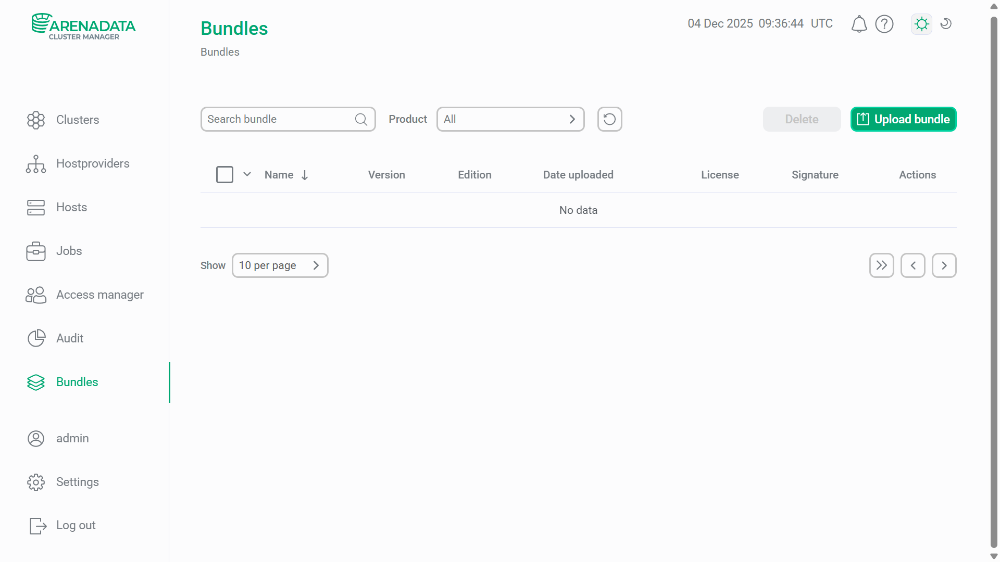 ARENADATA
CLUSTER MANAGER
Bundles
Bundles
04 Dec 2025 09:36:44 UTC
Clusters
Hostproviders
Hosts
Jobs
Access manager
Audit
Bundles
admin
Settings
Log out
Search bundle
Product
All
Delete
Upload bundle
Name
Version
Edition
Date uploaded
License
Signature
Actions
No data
Show
10 per page